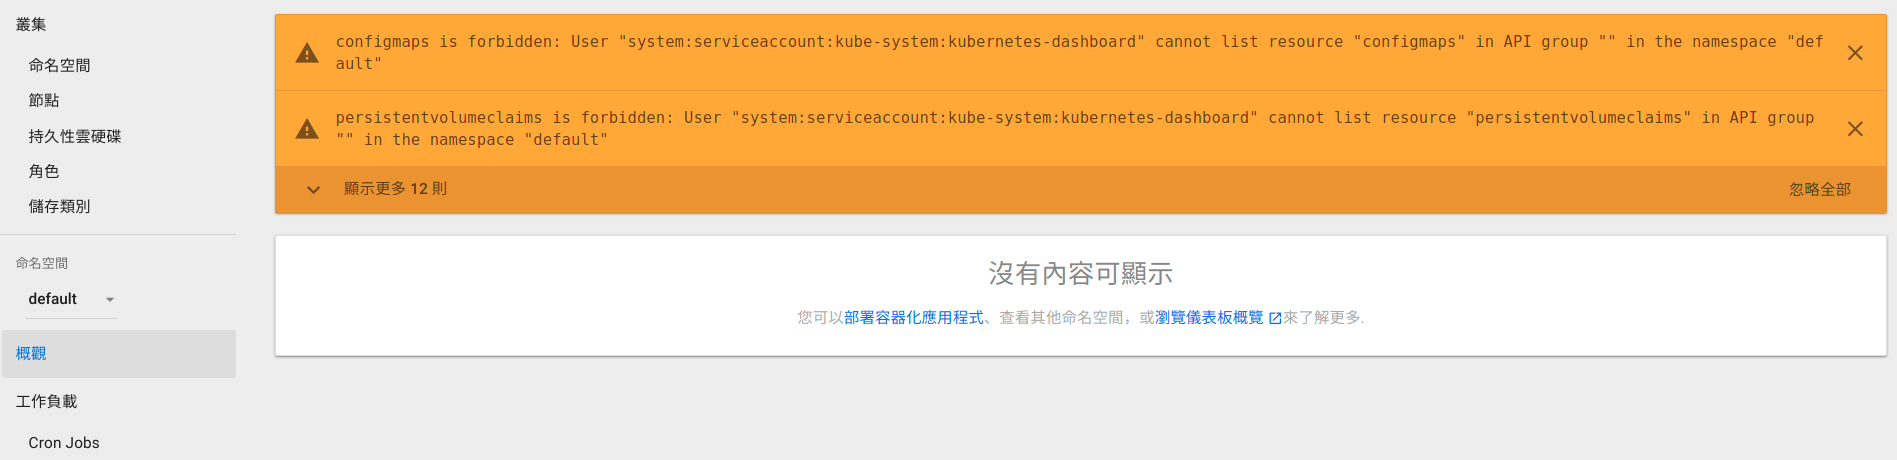 叢集
命名空間
節點
持久性雲硬碟
角色
儲存類別
命名空間
default
概觀
工作負載
Cron Jobs
configmaps is forbidden: User "system:serviceaccount:kube-system:kubernetes-dashboard" cannot list resource "configmaps" in API group "" in the namespace "def
ault"
persistentvolumeclaims is forbidden: User "system:serviceaccount:kube-system:kubernetes-dashboard" cannot list resource "persistentvolumeclaims" in API group
"" in the namespace "default"
顯示更多 12 則
忽略全部
沒有內容可顯示
您可以部署容器化應用程式、查看其他命名空間，或瀏覽儀表板概覽 來了解更多.